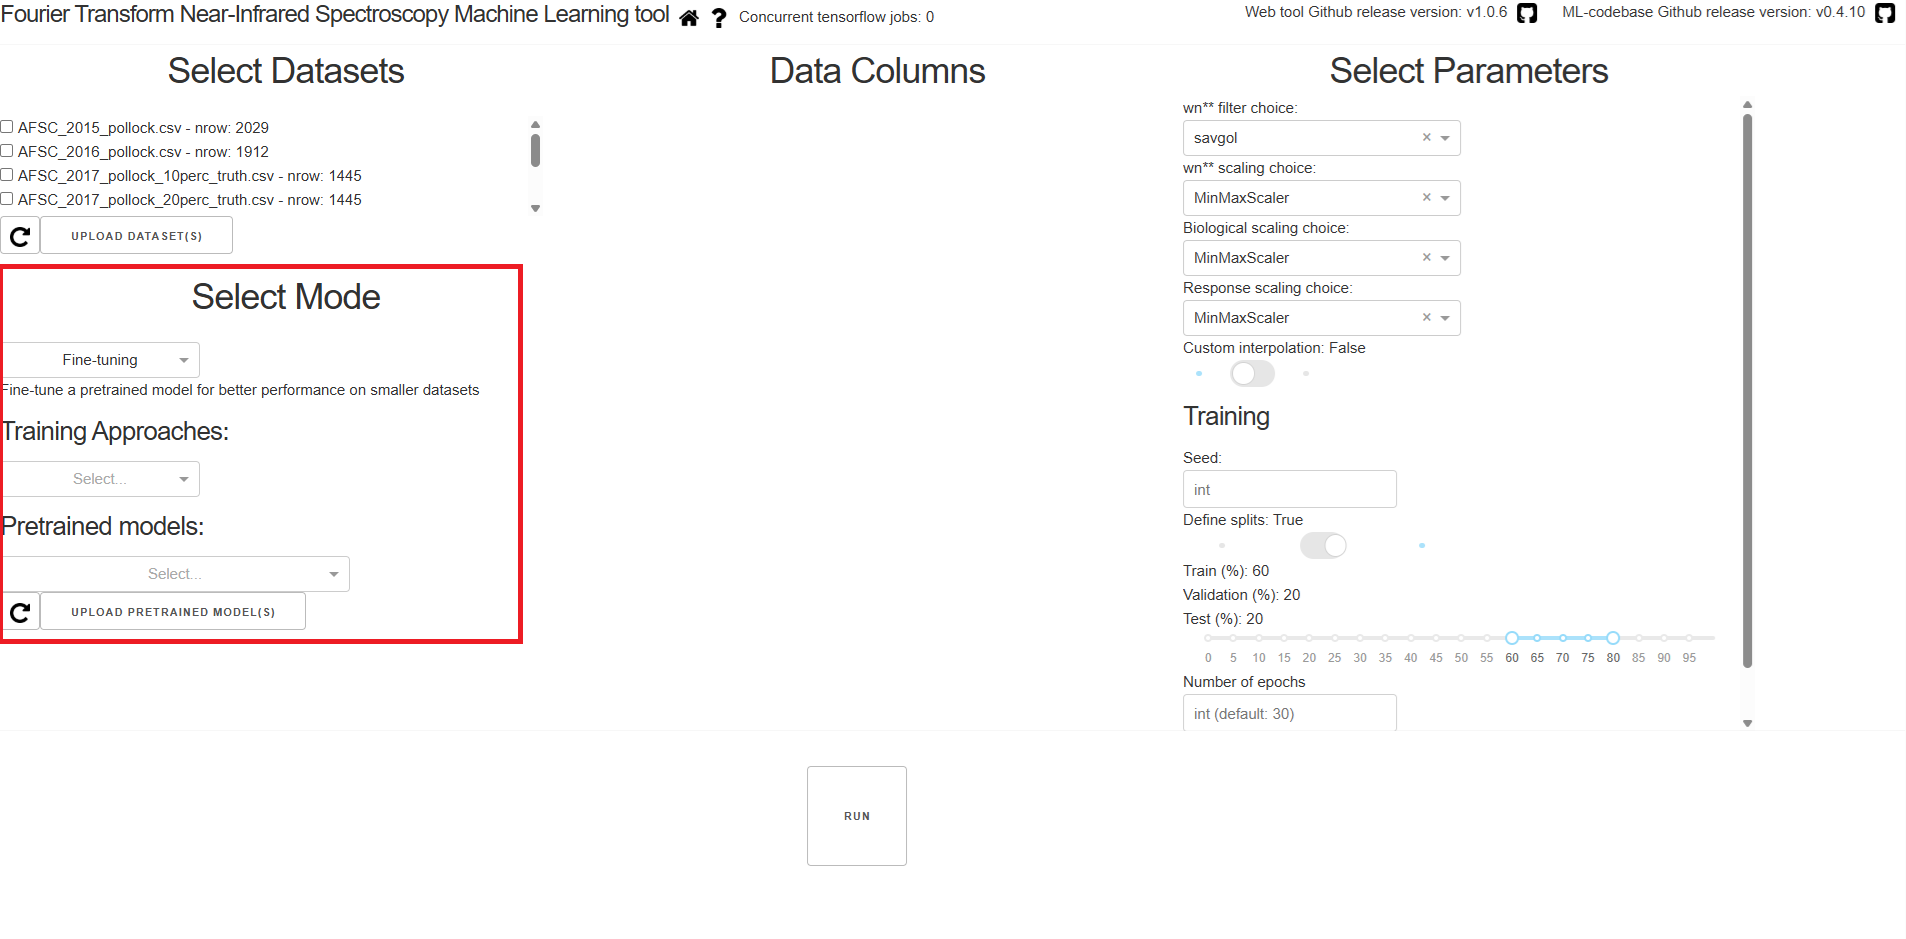 Fourier Transform Near-Infrared Spectroscopy Machine Learning tool
Concurrent tensorflow jobs: 0
Web tool Github release version: v1.0.6
ML-codebase Github release version: v0.4.10
Select Datasets
AFSC_2015_pollock.csv - nrow: 2029
AFSC_2016_pollock.csv - nrow: 1912
AFSC_2017_pollock_10perc_truth.csv - nrow: 1445
AFSC_2017_pollock_20perc_truth.csv - nrow: 1445
UPLOAD DATASET(S)
Select Mode
Fine-tuning
Fine-tune a pretrained model for better performance on smaller datasets
Training Approaches:
Select...
Pretrained models:
Select...
UPLOAD PRETRAINED MODEL(S)
Data Columns
Select Parameters
wn** filter choice:
savgol
wn** scaling choice:
MinMaxScaler
Biological scaling choice:
MinMaxScaler
Response scaling choice:
MinMaxScaler
Custom interpolation: False
Training
Seed:
int
Define splits: True
Train (%): 60
Validation (%): 20
Test (%): 20
0 5 10 15 20 25 30 35 40 45 50 55 60 65 70 75 80 85 90 95
Number of epochs
int (default: 30)
RUN